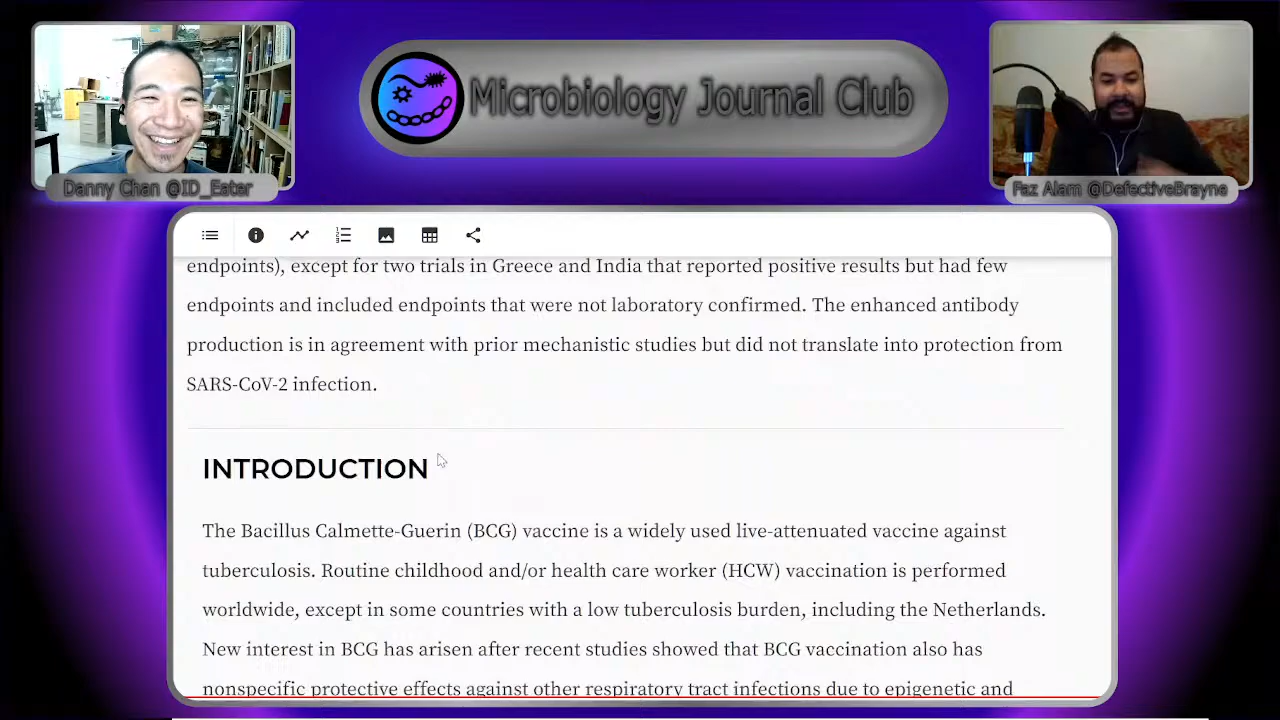 Microbiology Journal Club
Danny Chan @ID_Eater
Faz Alam @DefectiveBrayne
endpoints), except for two trials in Greece and India that reported positive results but had few
endpoints and included endpoints that were not laboratory confirmed. The enhanced antibody
production is in agreement with prior mechanistic studies but did not translate into protection from
SARS-CoV-2 infection.
INTRODUCTION
The Bacillus Calmette-Guerin (BCG) vaccine is a widely used live-attenuated vaccine against
tuberculosis. Routine childhood and/or health care worker (HCW) vaccination is performed
worldwide, except in some countries with a low tuberculosis burden, including the Netherlands.
New interest in BCG has arisen after recent studies showed that BCG vaccination also has
nonspecific protective effects against other respiratory tract infections due to epigenetic and